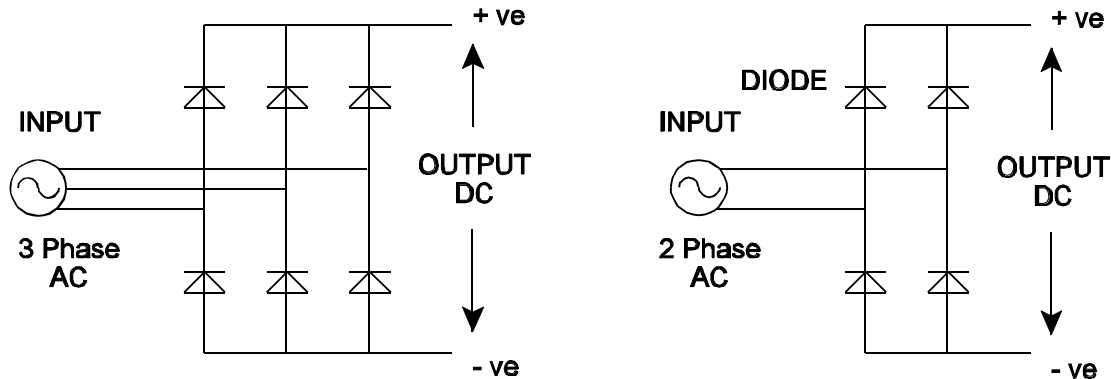 + ve
INPUT
OUTPUT
DC
3 Phase
AC
- ve
+ ve
DIODE
INPUT
OUTPUT
DC
2 Phase
AC
- ve